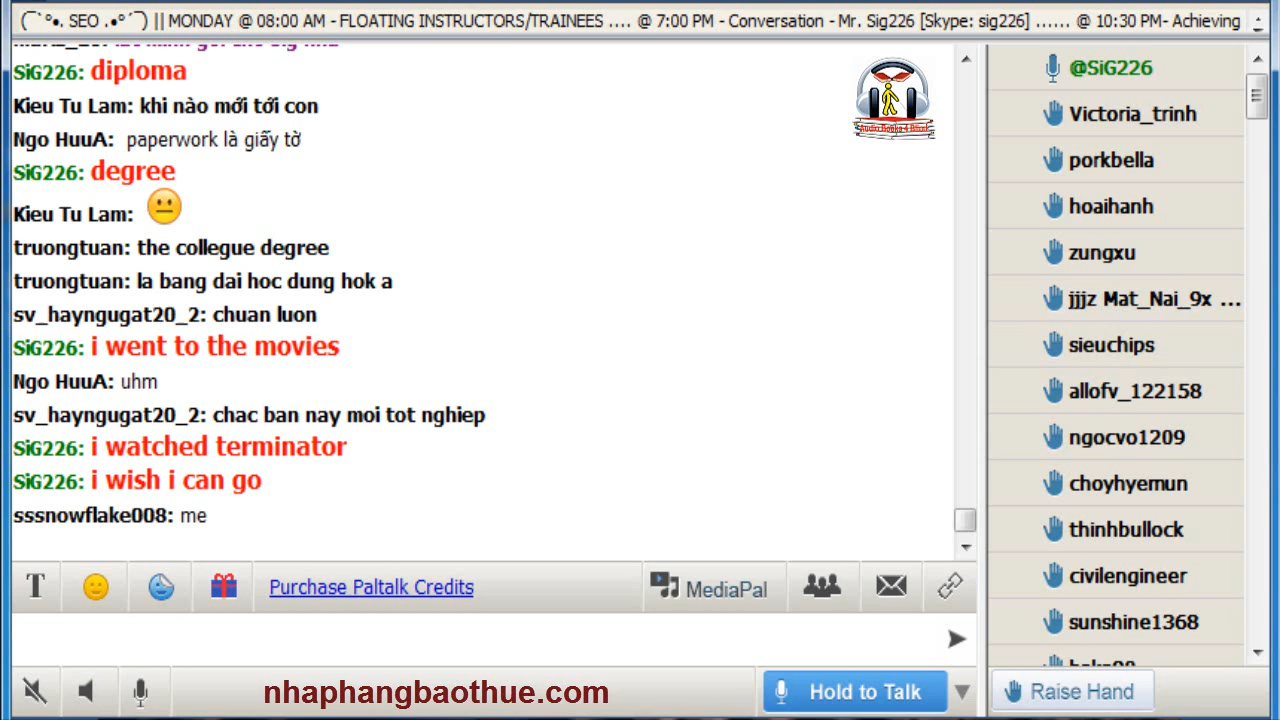 (¯`°•. SEO .•°´¯) || MONDAY @ 08:00 AM - FLOATING INSTRUCTORS/TRAINEES .... @ 7:00 PM - Conversation - Mr. Sig226 [Skype: sig226] ...... @ 10:30 PM- Achieving
SiG226: diploma
Kieu Tu Lam: khi nào mới tới con
Ngo HuuA: paperwork là giấy tờ
SiG226: degree
Kieu Tu Lam:
truongtuan: the collegue degree
truongtuan: la bang dai hoc dung hok a
sv_hayngugat20_2: chuan luon
SiG226: i went to the movies
Ngo HuuA: uhm
sv_hayngugat20_2: chac ban nay moi tot nghiep
SiG226: i watched terminator
SiG226: i wish i can go
sssnowflake008: me
Audio Books 4 Blind
@SiG226
Victoria_trinh
porkbella
hoaihanh
zungxu
jjjz Mat_Nai_9x ...
sieuchips
allofv_122158
ngocvo1209
choyhyemun
thinhbullock
civilengineer
sunshine1368
T
Purchase Paltalk Credits
MediaPal
nhaphangbaothue.com
Hold to Talk
Raise Hand